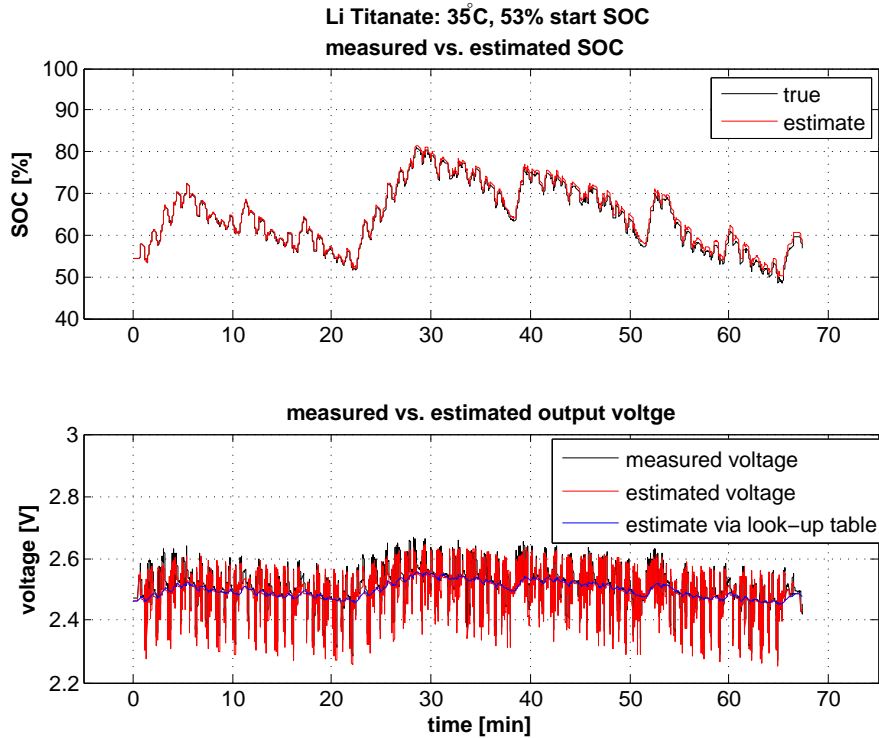 Li Titanate: 35°C, 53% start SOC
measured vs. estimated SOC
100
90
80
70
60
50
40
SOC [%]
true
estimate
0 10 20 30 40 50 60 70
measured vs. estimated output voltge
3
2.8
2.6
2.4
2.2
voltage [V]
measured voltage
estimated voltage
estimate via look−up table
0 10 20 30 40 50 60 70
time [min]